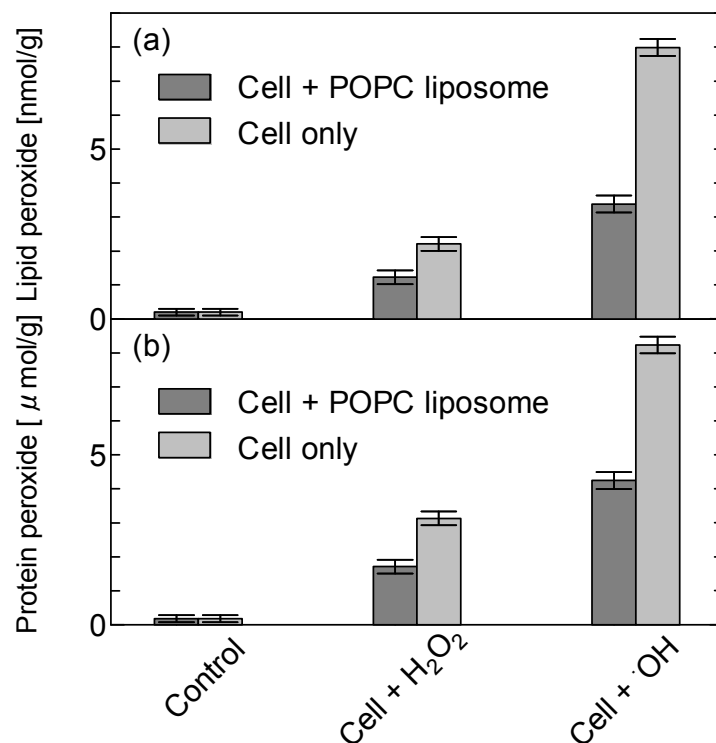 (a)
Cell + POPC liposome
Cell only
Lipid peroxide [nmol/g]
5
0
(b)
Cell + POPC liposome
Cell only
Protein peroxide [ μ mol/g]
5
0
Control
Cell + H₂O₂
Cell + ·OH